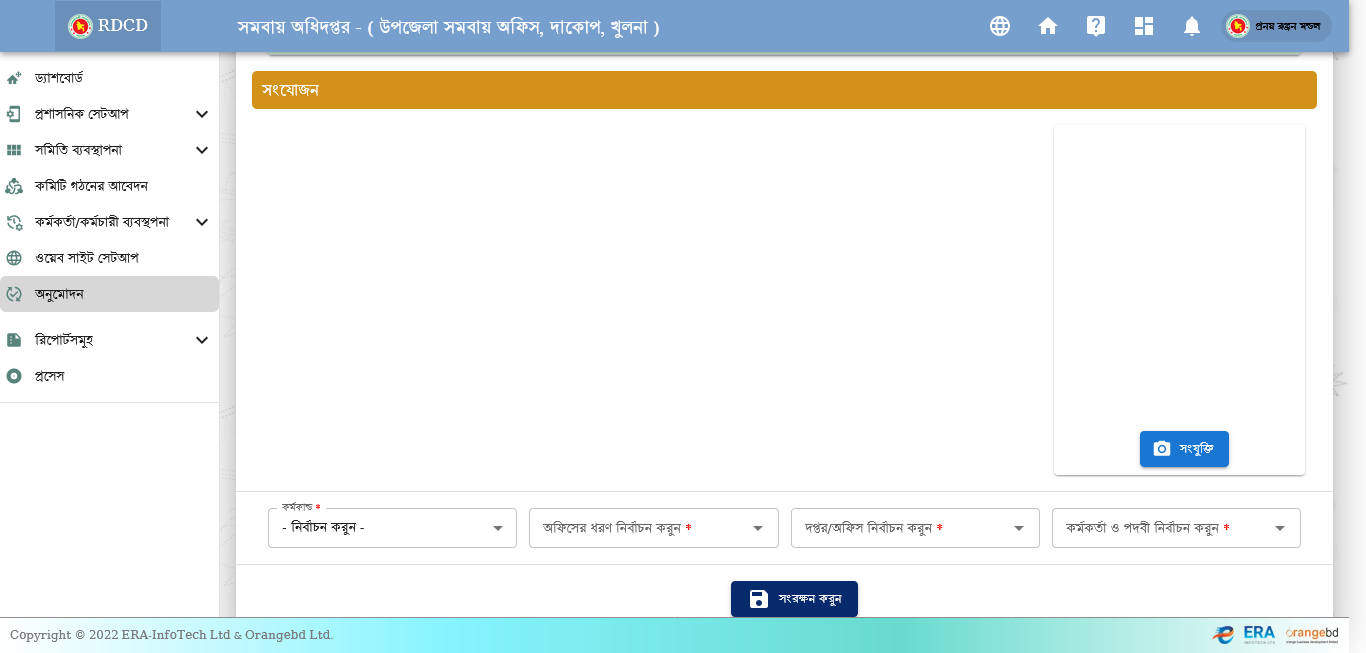 RDCD
সমবায় অধিদপ্তর - ( উপজেলা সমবায় অফিস, দাকোপ, খুলনা )
প্রনয় রঞ্জন মন্ডল
ড্যাশবোর্ড
প্রশাসনিক সেটআপ
সমিতি ব্যবস্থাপনা
কমিটি গঠনের আবেদন
কর্মকর্তা/কর্মচারী ব্যবস্থপনা
ওয়েব সাইট সেটআপ
অনুমোদন
রিপোর্টসমূহ
প্রসেস
সংযোজন
সংযুক্তি
কর্মকান্ড *
- নির্বাচন করুন -
অফিসের ধরণ নির্বাচন করুন *
দপ্তর/অফিস নির্বাচন করুন *
কর্মকর্তা ও পদবী নির্বাচন করুন *
সংরক্ষন করুন
Copyright © 2022 ERA-InfoTech Ltd & Orangebd Ltd.
ERA
orangebd